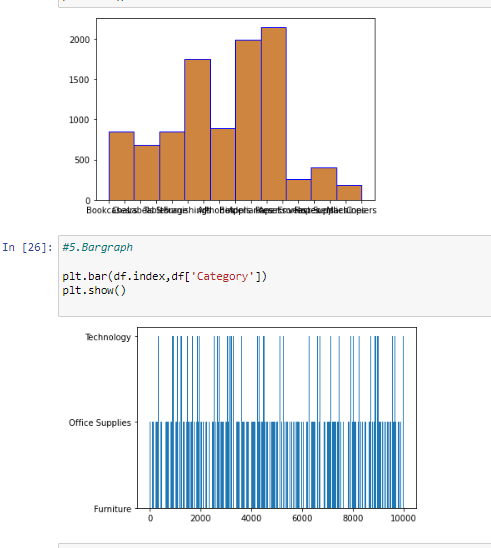 2000
1500
1000
500
0
In [26]:
#5.Bargraph
plt.bar(df.index,df['Category'])
plt.show()
Technology
Office Supplies
Furniture
0 2000 4000 6000 8000 10000